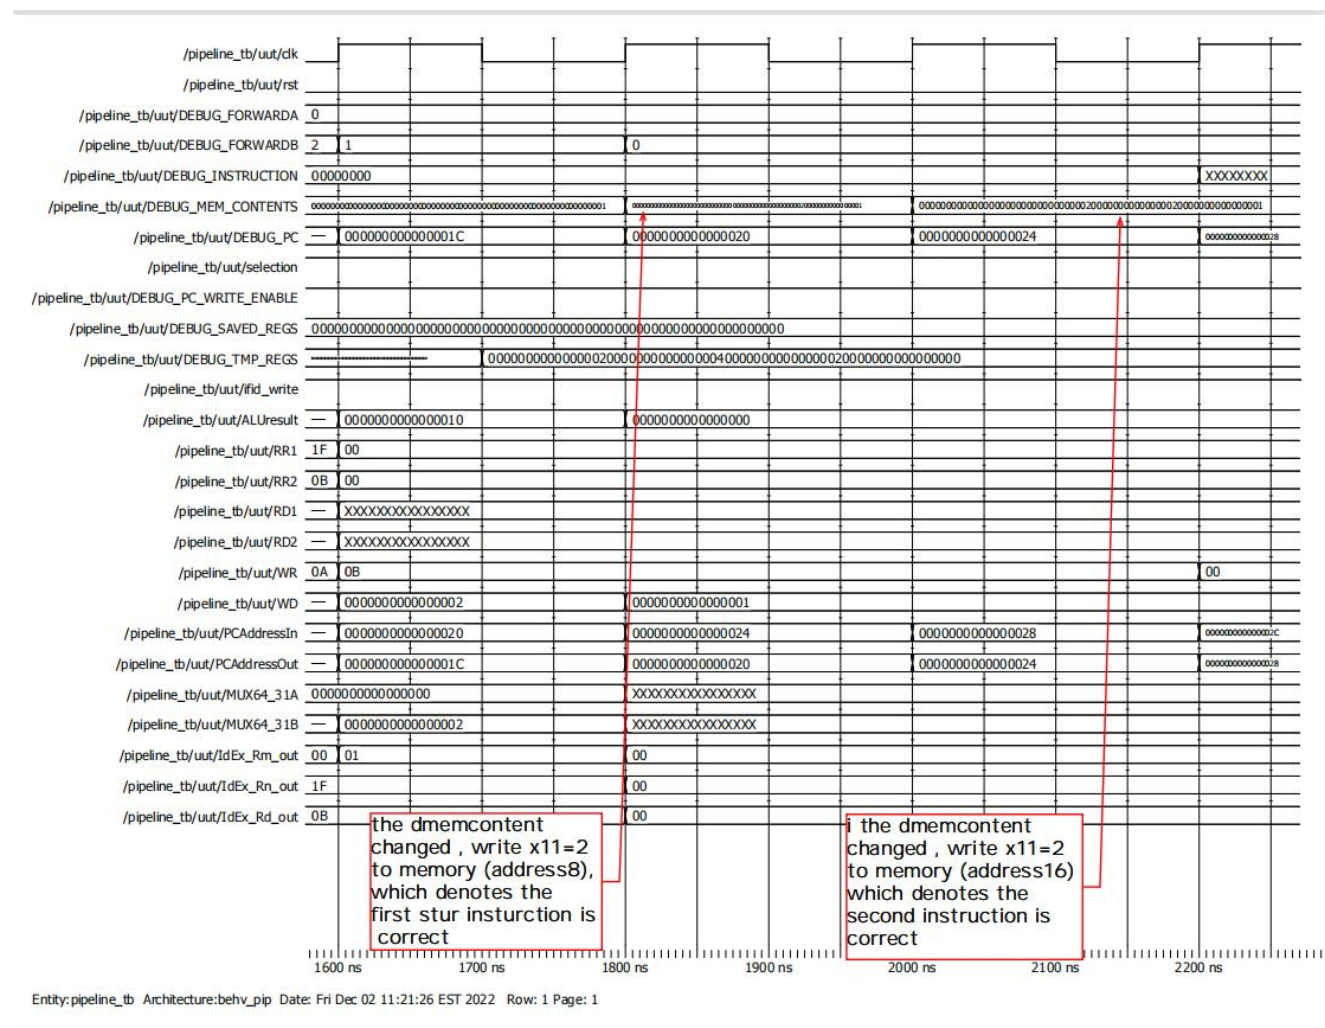 /pipeline_tb/uut/clk
/pipeline_tb/uut/rst
/pipeline_tb/uut/DEBUG_FORWARDA 0
/pipeline_tb/uut/DEBUG_FORWARDB 2 1 0
/pipeline_tb/uut/DEBUG_INSTRUCTION 00000000 XXXXXXXX
/pipeline_tb/uut/DEBUG_MEM_CONTENTS
/pipeline_tb/uut/DEBUG_PC — 000000000000001C 0000000000000020 0000000000000024 0000000000000028
/pipeline_tb/uut/selection
/pipeline_tb/uut/DEBUG_PC_WRITE_ENABLE
/pipeline_tb/uut/DEBUG_SAVED_REGS 0000000000000000000000000000000000000000000000000000000000000000
/pipeline_tb/uut/DEBUG_TMP_REGS 0000000000000002000000000000000400000000000000020000000000000000
/pipeline_tb/uut/ifid_write
/pipeline_tb/uut/ALUresult — 0000000000000010 0000000000000000
/pipeline_tb/uut/RR1 1F 00
/pipeline_tb/uut/RR2 0B 00
/pipeline_tb/uut/RD1 — XXXXXXXXXXXXXXXX
/pipeline_tb/uut/RD2 — XXXXXXXXXXXXXXXX
/pipeline_tb/uut/WR 0A 0B 00
/pipeline_tb/uut/WD — 0000000000000002 0000000000000001
/pipeline_tb/uut/PCAddressIn — 0000000000000020 0000000000000024 0000000000000028 000000000000002C
/pipeline_tb/uut/PCAddressOut — 000000000000001C 0000000000000020 0000000000000024 0000000000000028
/pipeline_tb/uut/MUX64_31A 0000000000000000 XXXXXXXXXXXXXXXX
/pipeline_tb/uut/MUX64_31B — 0000000000000002 XXXXXXXXXXXXXXXX
/pipeline_tb/uut/IdEx_Rm_out 00 01 00
/pipeline_tb/uut/IdEx_Rn_out 1F 00
/pipeline_tb/uut/IdEx_Rd_out 0B 00
the dmemcontent
changed , write x11=2
to memory (address8),
which denotes the
first stur insturction is
correct
i the dmemcontent
changed , write x11=2
to memory (address16)
which denotes the
second instruction is
correct
1600 ns 1700 ns 1800 ns 1900 ns 2000 ns 2100 ns 2200 ns
Entity:pipeline_tb Architecture:behv_pip Date: Fri Dec 02 11:21:26 EST 2022 Row: 1 Page: 1